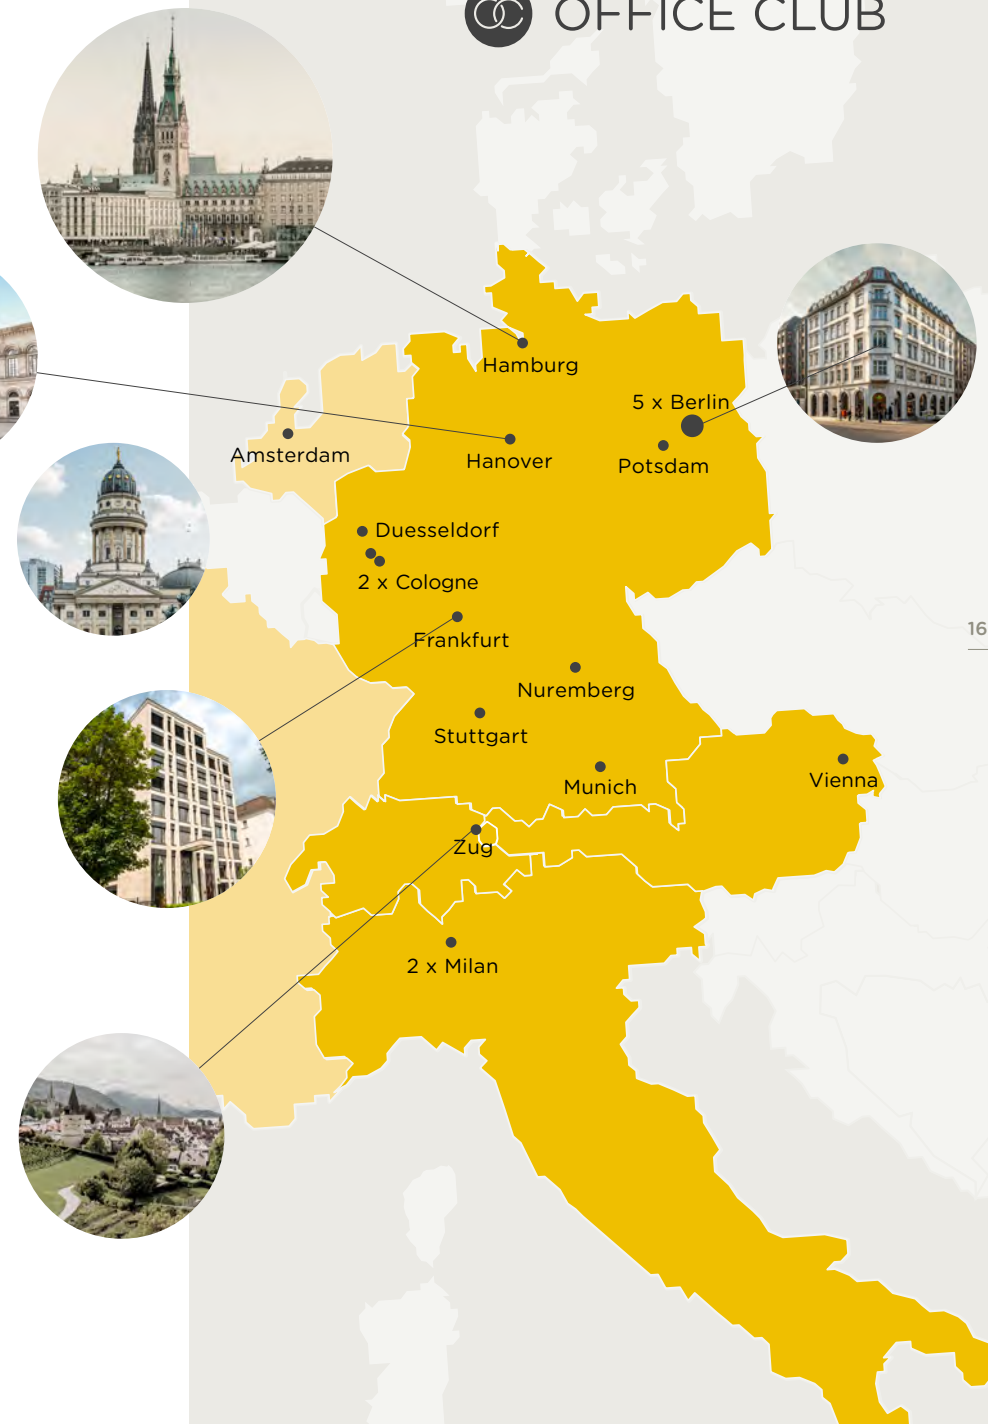 OFFICE CLUB
Hamburg
5 x Berlin
Amsterdam
Hanover
Potsdam
Duesseldorf
2 x Cologne
16
Frankfurt
Nuremberg
Stuttgart
Munich
Vienna
Zug
2 x Milan